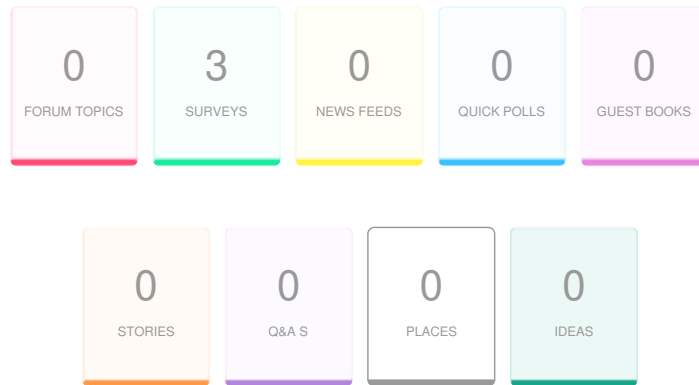 0 3 0 0 0
FORUM TOPICS SURVEYS NEWS FEEDS QUICK POLLS GUEST BOOKS
0 0 0 0
STORIES Q&A S PLACES IDEAS